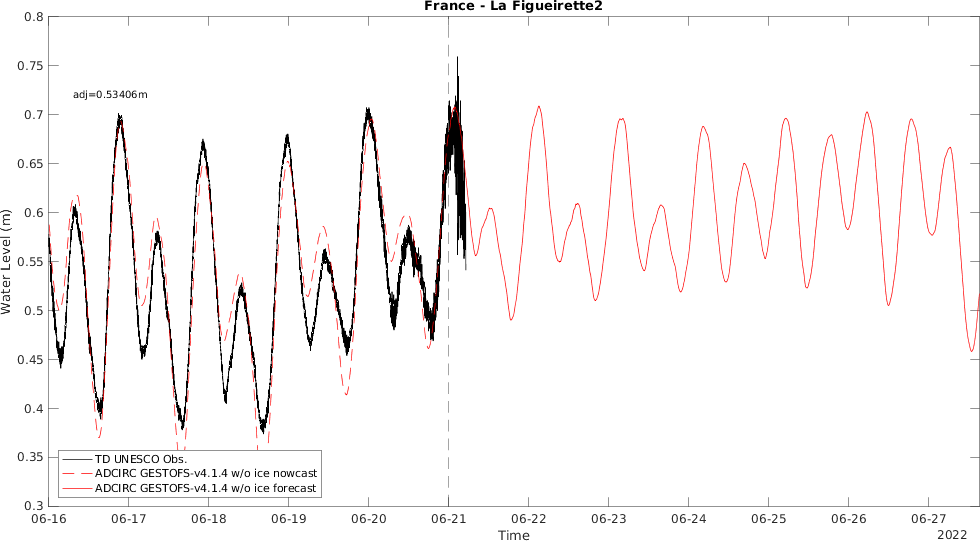 France - La Figueirette2
0.8
0.75
0.7
0.65
0.6
0.55
0.5
0.45
0.4
0.35
0.3
Water Level (m)
adj=0.53406m
TD UNESCO Obs.
ADCIRC GESTOFS-v4.1.4 w/o ice nowcast
ADCIRC GESTOFS-v4.1.4 w/o ice forecast
06-16 06-17 06-18 06-19 06-20 06-21 06-22 06-23 06-24 06-25 06-26 06-27
Time
2022